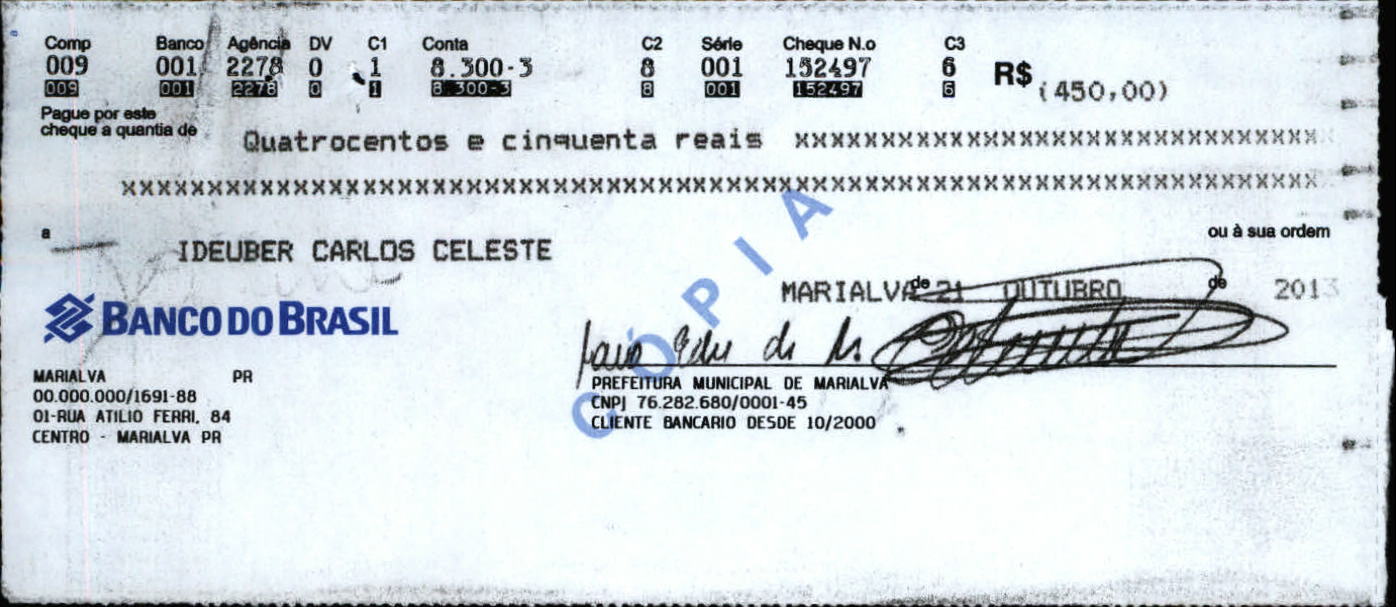 Comp Banco Agência DV C1 Conta C2 Série Cheque N.o C3
009 001 2278 0 1 8.300-3 8 001 152497 6 R$ (450,00)
009 001 2278 0 1 8 300-3 8 001 152497 6
Pague por este
cheque a quantia de Quatrocentos e cinquenta reais xxxxxxxxxxxxxxxxxxxxxxxxxxxxxxxxx
xxxxxxxxxxxxxxxxxxxxxxxxxxxxxxxxxxxxxxxxxxxxxxxxxxxxxxxxxxxxxxxxxxxxxxxxxxx
a IDEUBER CARLOS CELESTE ou à sua ordem
MARIALVA de 21 OUTUBRO de 2013
BANCO DO BRASIL
CÓPIA
MARIALVA PR
00.000.000/1691-88
01-RUA ATILIO FERRI, 84
CENTRO - MARIALVA PR
PREFEITURA MUNICIPAL DE MARIALVA
CNPJ 76.282.680/0001-45
CLIENTE BANCARIO DESDE 10/2000